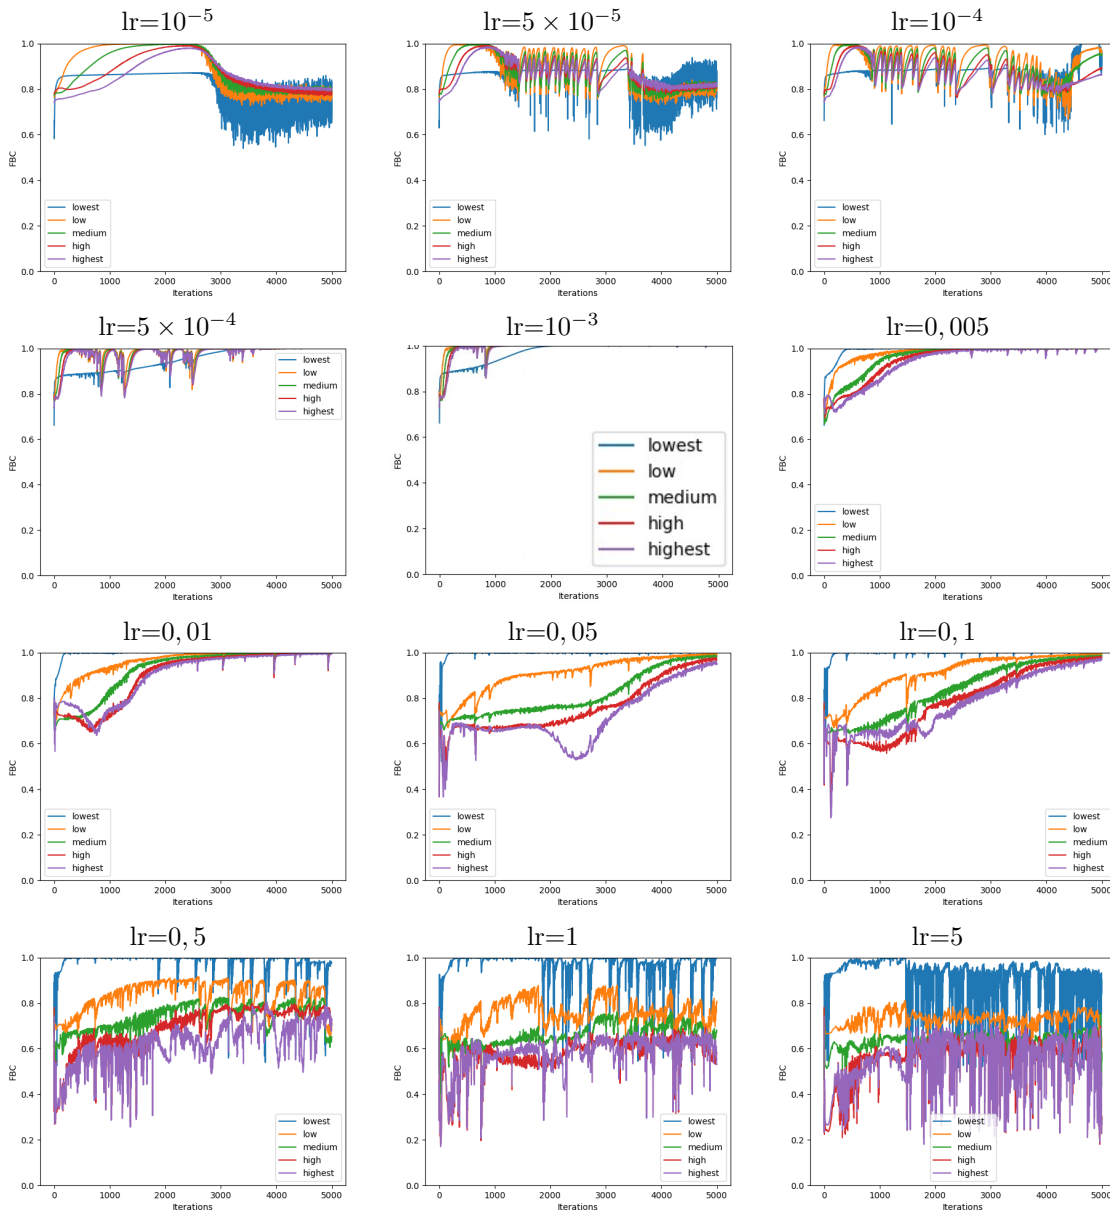 lr=10⁻⁵
1.0
0.8
0.6
0.4
0.2
0.0
FBC
lowest
low
medium
high
highest
0 1000 2000 3000 4000 5000
Iterations
lr=5 × 10⁻⁵
1.0
0.8
0.6
0.4
0.2
0.0
FBC
lowest
low
medium
high
highest
0 1000 2000 3000 4000 5000
Iterations
lr=10⁻⁴
1.0
0.8
0.6
0.4
0.2
0.0
FBC
lowest
low
medium
high
highest
0 1000 2000 3000 4000 5000
Iterations
lr=5 × 10⁻⁴
1.0
0.8
0.6
0.4
0.2
0.0
FBC
lowest
low
medium
high
highest
0 1000 2000 3000 4000 5000
Iterations
lr=10⁻³
1.0
0.8
0.6
0.4
0.2
0.0
FBC
lowest
low
medium
high
highest
0 1000 2000 3000 4000 5000
Iterations
lr=0,005
1.0
0.8
0.6
0.4
0.2
0.0
FBC
lowest
low
medium
high
highest
0 1000 2000 3000 4000 5000
Iterations
lr=0,01
1.0
0.8
0.6
0.4
0.2
0.0
FBC
lowest
low
medium
high
highest
0 1000 2000 3000 4000 5000
Iterations
lr=0,05
1.0
0.8
0.6
0.4
0.2
0.0
FBC
lowest
low
medium
high
highest
0 1000 2000 3000 4000 5000
Iterations
lr=0,1
1.0
0.8
0.6
0.4
0.2
0.0
FBC
lowest
low
medium
high
highest
0 1000 2000 3000 4000 5000
Iterations
lr=0,5
1.0
0.8
0.6
0.4
0.2
0.0
FBC
lowest
low
medium
high
highest
0 1000 2000 3000 4000 5000
Iterations
lr=1
1.0
0.8
0.6
0.4
0.2
0.0
FBC
lowest
low
medium
high
highest
0 1000 2000 3000 4000 5000
Iterations
lr=5
1.0
0.8
0.6
0.4
0.2
0.0
FBC
lowest
low
medium
high
highest
0 1000 2000 3000 4000 5000
Iterations